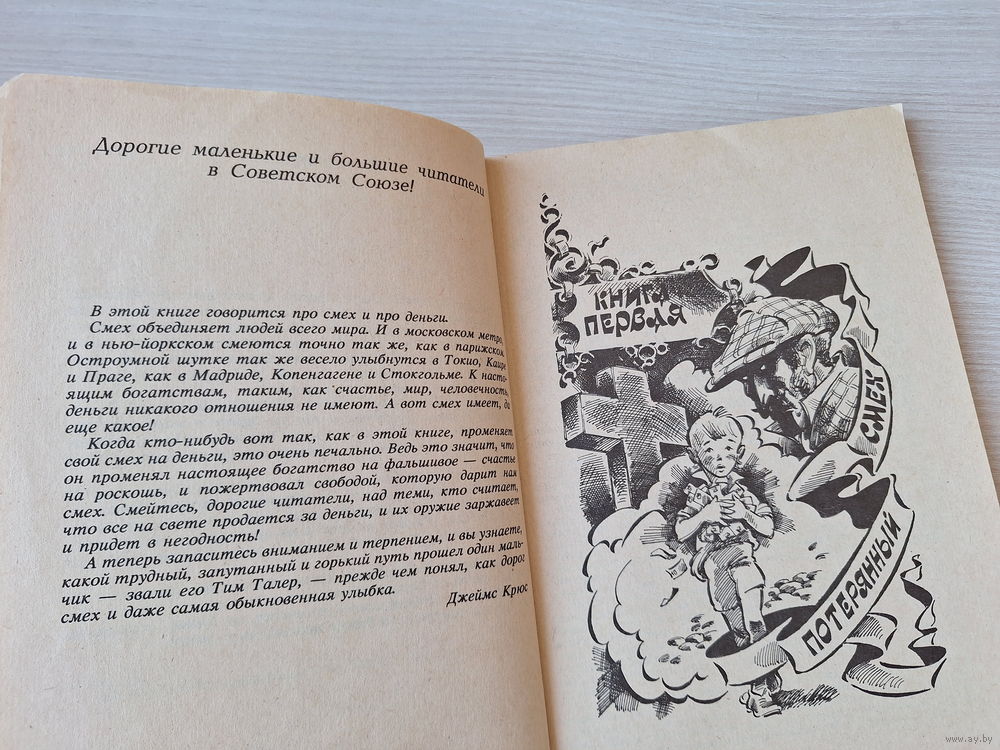 Дорогие маленькие и большие читатели
в Советском Союзе!
В этой книге говорится про смех и про деньги.
Смех объединяет людей всего мира. И в московском метро,
и в нью-йоркском смеются точно так же, как в парижском.
Остроумной шутке так же весело улыбнутся в Токио, Каире
и Праге, как в Мадриде, Копенгагене и Стокгольме. К насто-
ящим богатствам, таким, как счастье, мир, человечность,
деньги никакого отношения не имеют. А вот смех имеет, да
еще какое!
Когда кто-нибудь вот так, как в этой книге, променяет
свой смех на деньги, это очень печально. Ведь это значит, что
он променял настоящее богатство на фальшивое — счастье
на роскошь, и пожертвовал свободой, которую дарит нам
смех. Смейтесь, дорогие читатели, над теми, кто считает,
что все на свете продается за деньги, и их оружие заржавеет
и придет в негодность!
А теперь запаситесь вниманием и терпением, и вы узнаете,
какой трудный, запутанный и горький путь прошел один маль-
чик — звали его Тим Талер, — прежде чем понял, как дорог
смех и даже самая обыкновенная улыбка.
Джеймс Крюс
КНИГА
ПЕРВАЯ
ПОТЕРЯННЫЙ
СМЕХ
www.ay.by